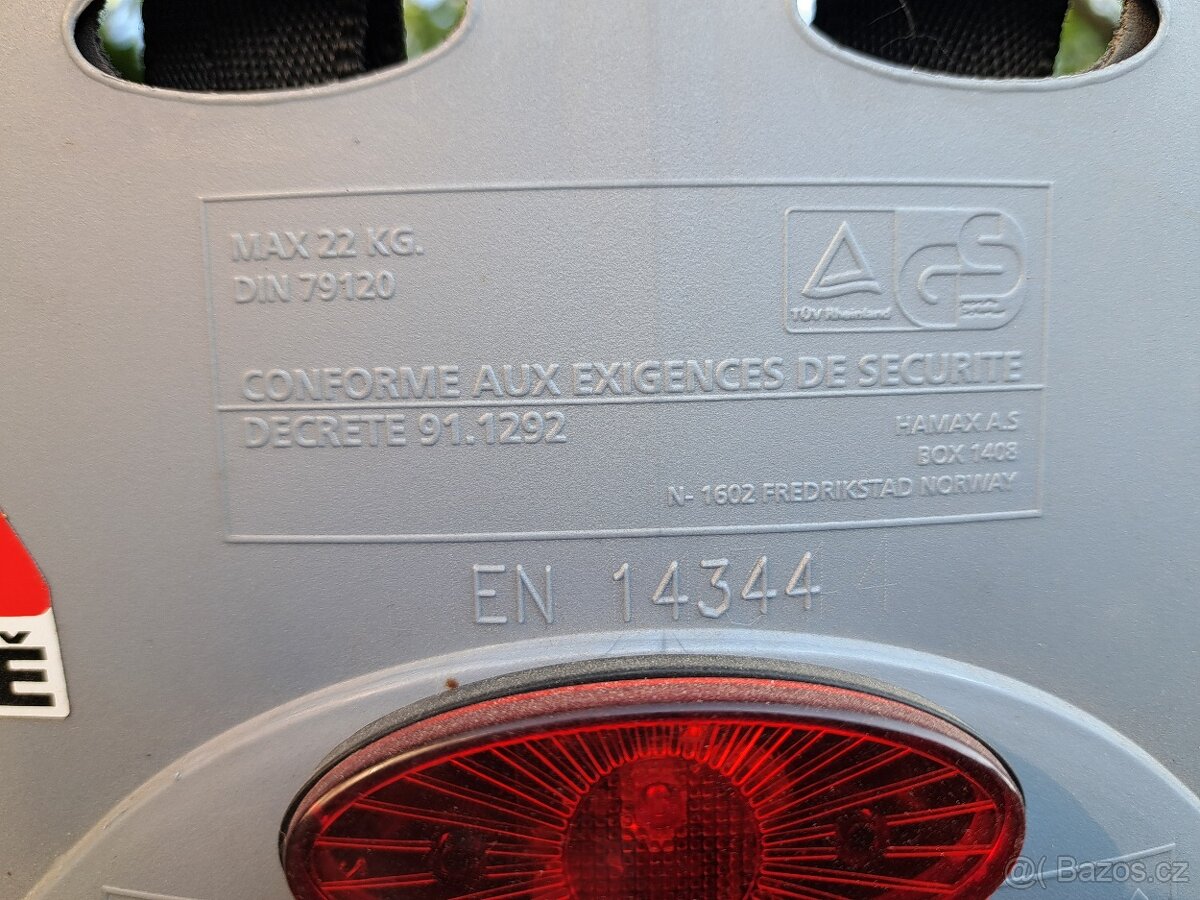 MAX 22 KG.
DIN 79120
TÜV Rheinland
GS
CONFORME AUX EXIGENCES DE SECURITE
DECRETE 91.1292
HAMAX A.S
BOX 1408
N- 1602 FREDRIKSTAD NORWAY
EN 14344
Ě
@( Bazos.cz